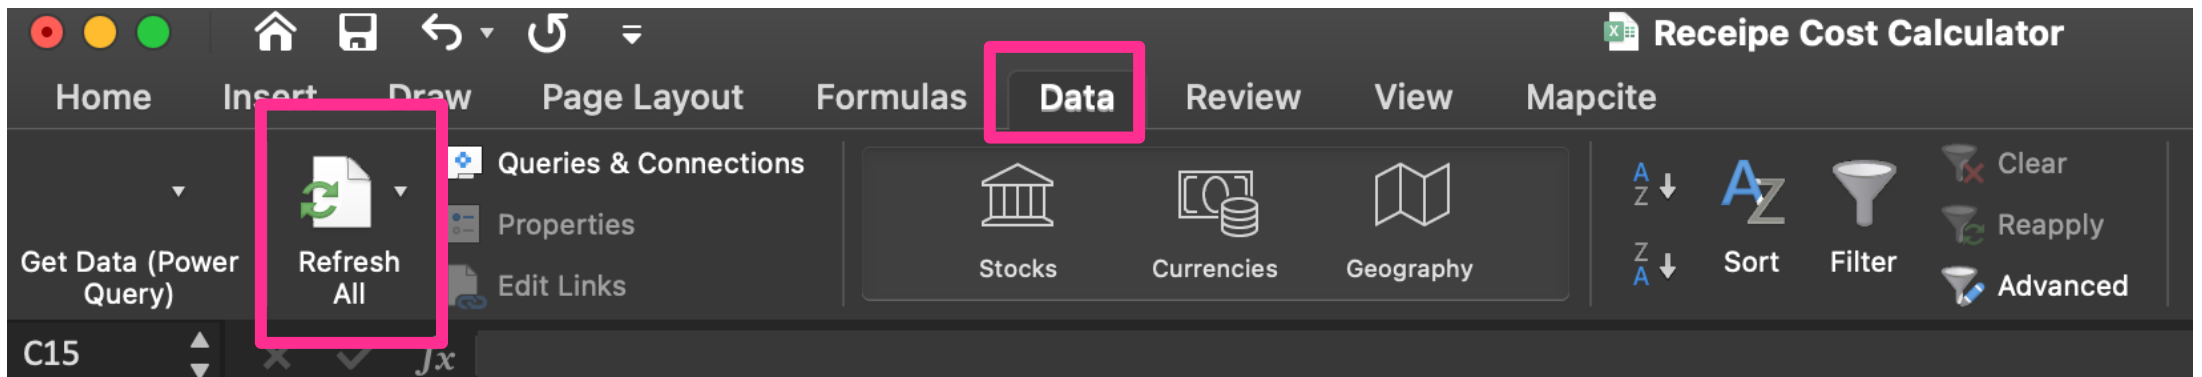 Receipe Cost Calculator
Home Insert Draw Page Layout Formulas Data Review View Mapcite
Get Data (Power
Query)
Refresh
All
Queries & Connections
Properties
Edit Links
Stocks Currencies Geography
A
Z
Z
A
Sort
Filter
Clear
Reapply
Advanced
C15
fx